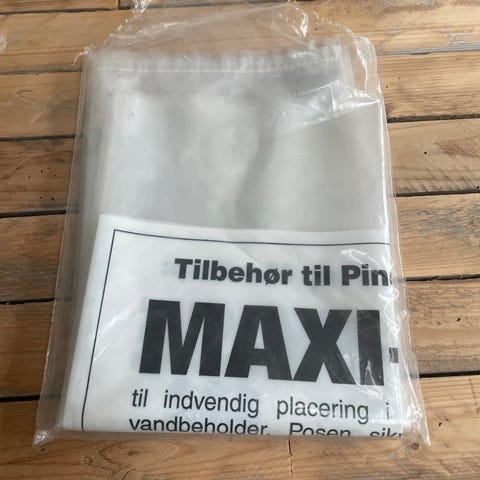 Tilbehør til Pin
MAXI-
til indvendig placering i
vandbeholder. Posen sik